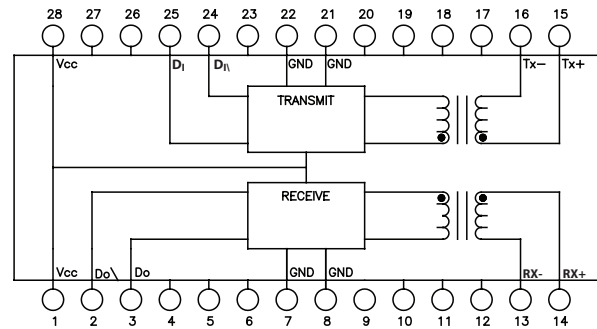 28 27 26 25 24 23 22 21 20 19 18 17 16 15
Vcc DI DI\ GND GND Tx− Tx+
TRANSMIT
RECEIVE
Vcc Do\ Do GND GND RX- RX+
1 2 3 4 5 6 7 8 9 10 11 12 13 14